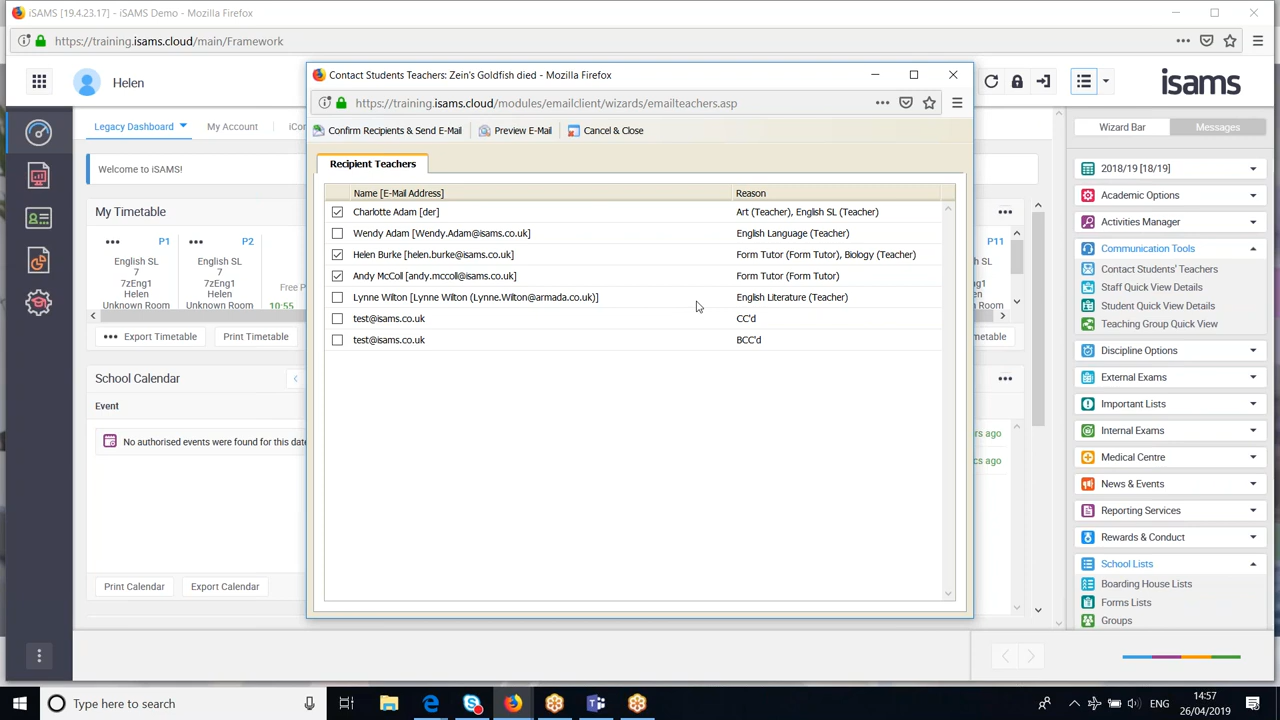 iSAMS [19.4.23.17] - iSAMS Demo - Mozilla Firefox
https://training.isams.cloud/main/Framework
Helen
isams
Legacy Dashboard
My Account
iCon
Welcome to iSAMS!
My Timetable
P1
P2
P11
English SL
7
7zEng1
Helen
Unknown Room
English SL
7
7zEng1
Helen
Unknown Room
Free P
10:55
Export Timetable
Print Timetable
metable
School Calendar
Event
No authorised events were found for this date
Print Calendar
Export Calendar
rs ago
cs ago
Contact Students Teachers: Zein's Goldfish died - Mozilla Firefox
https://training.isams.cloud/modules/emailclient/wizards/emailteachers.asp
Confirm Recipients & Send E-Mail
Preview E-Mail
Cancel & Close
Recipient Teachers
Name [E-Mail Address]
Reason
Charlotte Adam [der]
Art (Teacher), English SL (Teacher)
Wendy Adam [Wendy.Adam@isams.co.uk]
English Language (Teacher)
Helen Burke [helen.burke@isams.co.uk]
Form Tutor (Form Tutor), Biology (Teacher)
Andy McColl [andy.mccoll@isams.co.uk]
Form Tutor (Form Tutor)
Lynne Wilton [Lynne Wilton (Lynne.Wilton@armada.co.uk)]
English Literature (Teacher)
test@isams.co.uk
CC'd
test@isams.co.uk
BCC'd
Wizard Bar
Messages
2018/19 [18/19]
Academic Options
Activities Manager
Communication Tools
Contact Students' Teachers
Staff Quick View Details
Student Quick View Details
Teaching Group Quick View
Discipline Options
External Exams
Important Lists
Internal Exams
Medical Centre
News & Events
Reporting Services
Rewards & Conduct
School Lists
Boarding House Lists
Forms Lists
Groups
Type here to search
ENG
14:57
26/04/2019